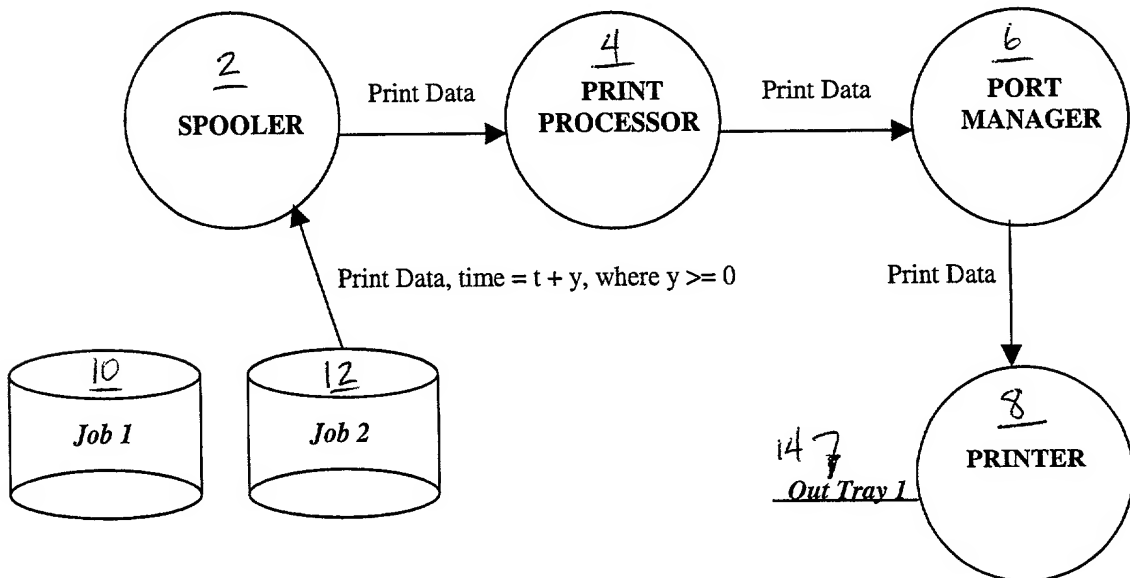 2
SPOOLER
Print Data
4
PRINT
PROCESSOR
Print Data
6
PORT
MANAGER
Print Data, time = t + y, where y >= 0
Print Data
10
Job 1
12
Job 2
14
Out Tray 1
8
PRINTER